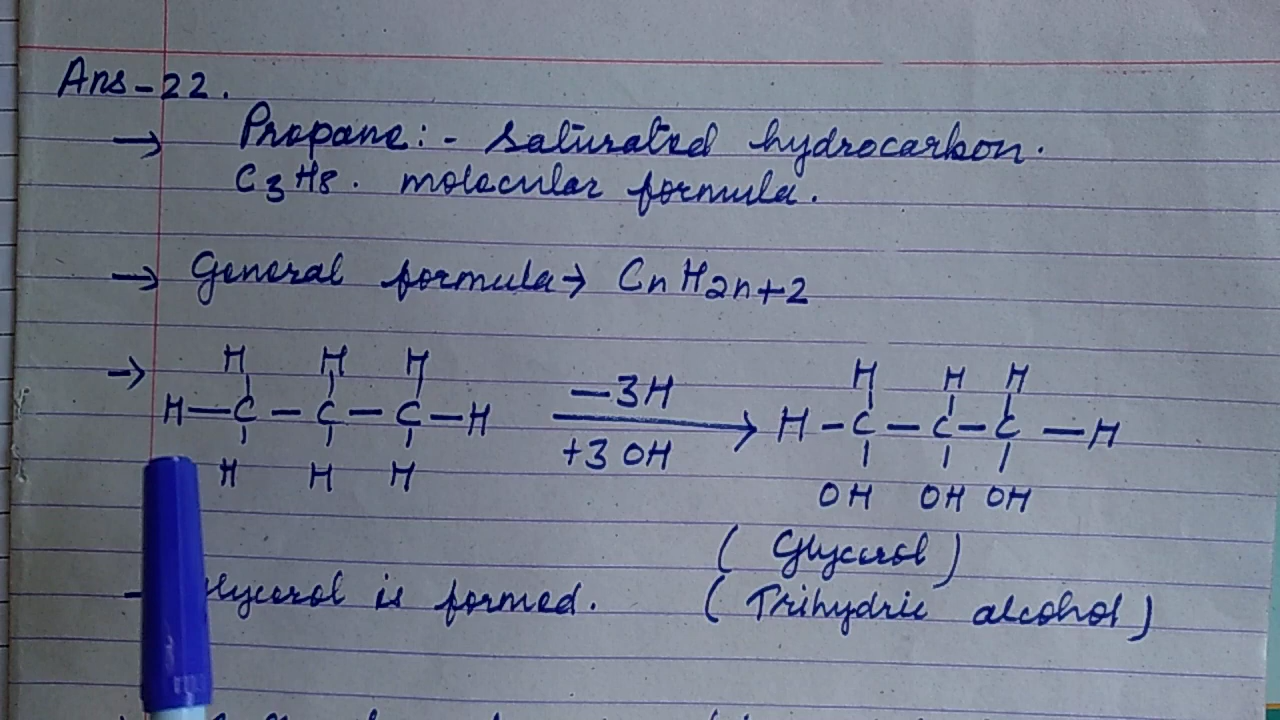 Ans-22.
→ Propane:- Saturated hydrocarbon.
C3H8. molecular formula.
→ General formula → CnH2n+2
→ H H H
H-C-C-C-H
H H H
-3H
+3 OH
H H H
H-C-C-C-H
OH OH OH
(Glycerol)
lycerol is formed. (Trihydric alcohol)